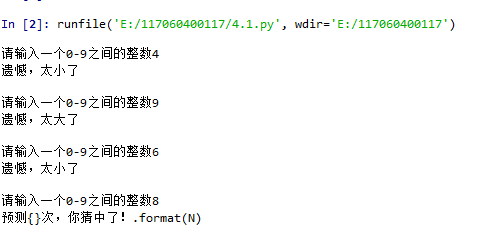 In [2]: runfile('E:/117060400117/4.1.py', wdir='E:/117060400117')
请输入一个0-9之间的整数4
遗憾，太小了
请输入一个0-9之间的整数9
遗憾，太大了
请输入一个0-9之间的整数6
遗憾，太小了
请输入一个0-9之间的整数8
预测{}次，你猜中了！.format(N)